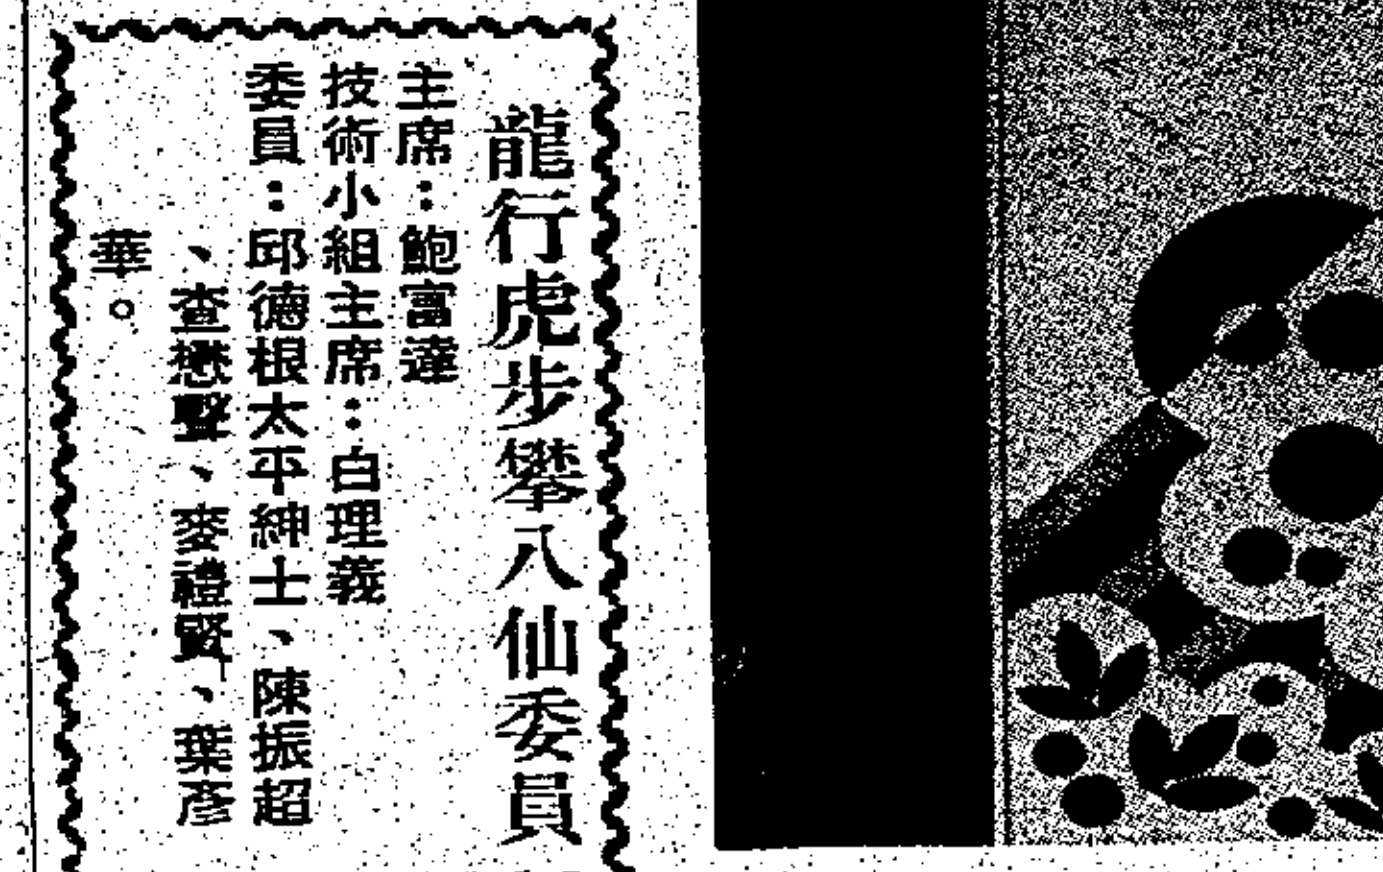 龍行虎步攀八仙委員
主席：鮑富達
技術小組主席：白理義
委員：邱德根太平紳士、陳振超
、查懋聲、麥禮賢、葉彥
華。